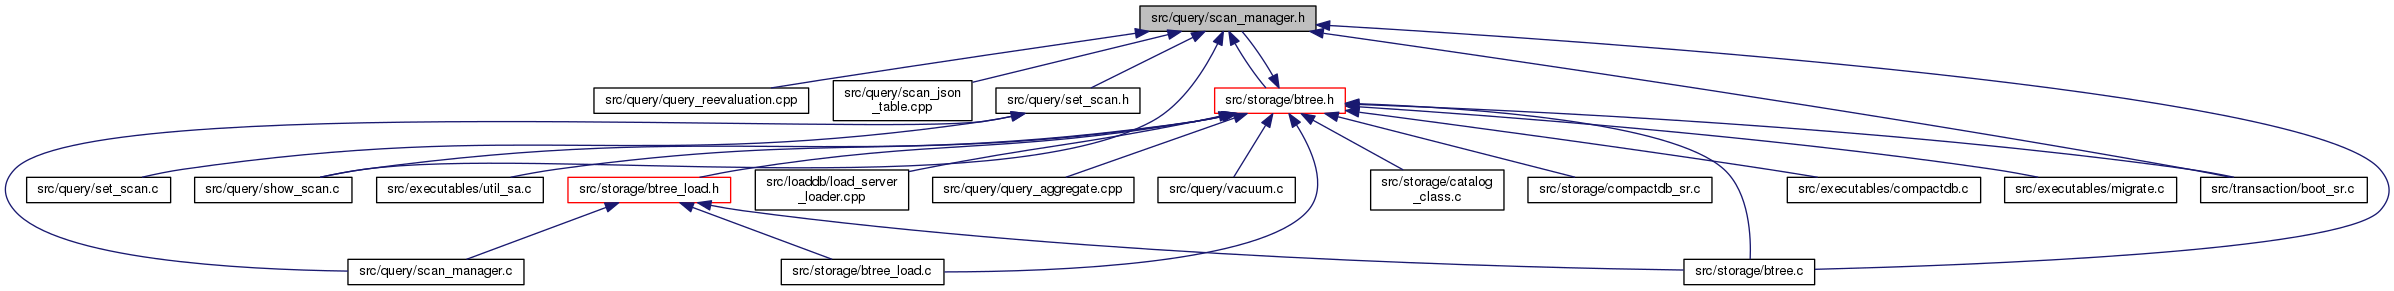 src/query/scan_manager.h
src/query/query_reevaluation.cpp
src/query/scan_json
_table.cpp
src/query/set_scan.h
src/storage/btree.h
src/query/set_scan.c
src/query/show_scan.c
src/executables/util_sa.c
src/storage/btree_load.h
src/loaddb/load_server
_loader.cpp
src/query/query_aggregate.cpp
src/query/vacuum.c
src/storage/catalog
_class.c
src/storage/compactdb_sr.c
src/executables/compactdb.c
src/executables/migrate.c
src/transaction/boot_sr.c
src/query/scan_manager.c
src/storage/btree_load.c
src/storage/btree.c